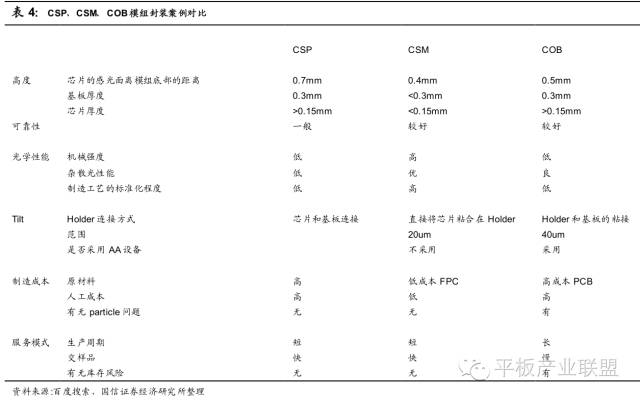 表 4: CSP、CSM、COB模组封装案例对比
CSP CSM COB
高度 芯片的感光面离模组底部的距离 0.7mm 0.4mm 0.5mm
基板厚度 0.3mm <0.3mm 0.3mm
芯片厚度 >0.15mm <0.15mm >0.15mm
可靠性 一般 较好 较好
光学性能 机械强度 低 高 低
杂散光性能 低 优 良
制造工艺的标准化程度 低 高 低
Tilt Holder 连接方式 芯片和基板连接 直接将芯片粘合在 Holder Holder 和基板的粘接
范围 20um 40um
是否采用 AA 设备 不采用 采用
制造成本 原材料 高 低成本 FPC 高成本 PCB
人工成本 高 低 高
有无 particle 问题 无 无 有
服务模式 生产周期 短 短 长
交样品 快 快 慢
有无库存风险 无 无 有
平板产业联盟
资料来源:百度搜索、国信证券经济研究所整理